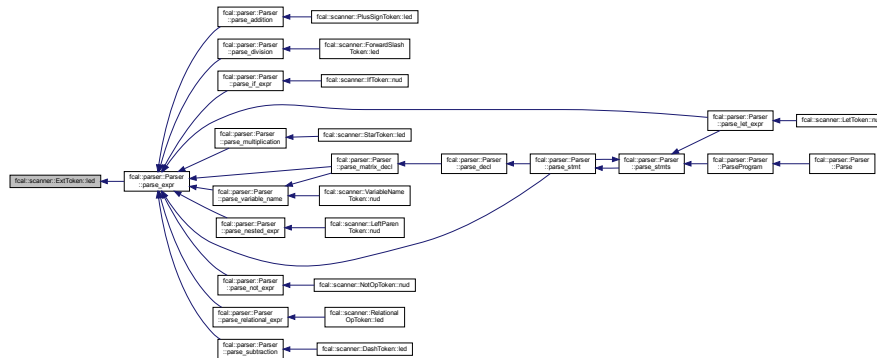 fcal::parser::Parser
::parse_addition
fcal::scanner::PlusSignToken::led
fcal::parser::Parser
::parse_division
fcal::scanner::ForwardSlash
Token::led
fcal::parser::Parser
::parse_if_expr
fcal::scanner::IfToken::nud
fcal::parser::Parser
::parse_let_expr
fcal::scanner::LetToken::nud
fcal::parser::Parser
::parse_multiplication
fcal::scanner::StarToken::led
fcal::scanner::ExtToken::led
fcal::parser::Parser
::parse_expr
fcal::parser::Parser
::parse_matrix_decl
fcal::parser::Parser
::parse_decl
fcal::parser::Parser
::parse_stmt
fcal::parser::Parser
::parse_stmts
fcal::parser::Parser
::ParseProgram
fcal::parser::Parser
::Parse
fcal::parser::Parser
::parse_variable_name
fcal::scanner::VariableName
Token::nud
fcal::parser::Parser
::parse_nested_expr
fcal::scanner::LeftParen
Token::nud
fcal::parser::Parser
::parse_not_expr
fcal::scanner::NotOpToken::nud
fcal::parser::Parser
::parse_relational_expr
fcal::scanner::Relational
OpToken::led
fcal::parser::Parser
::parse_subtraction
fcal::scanner::DashToken::led